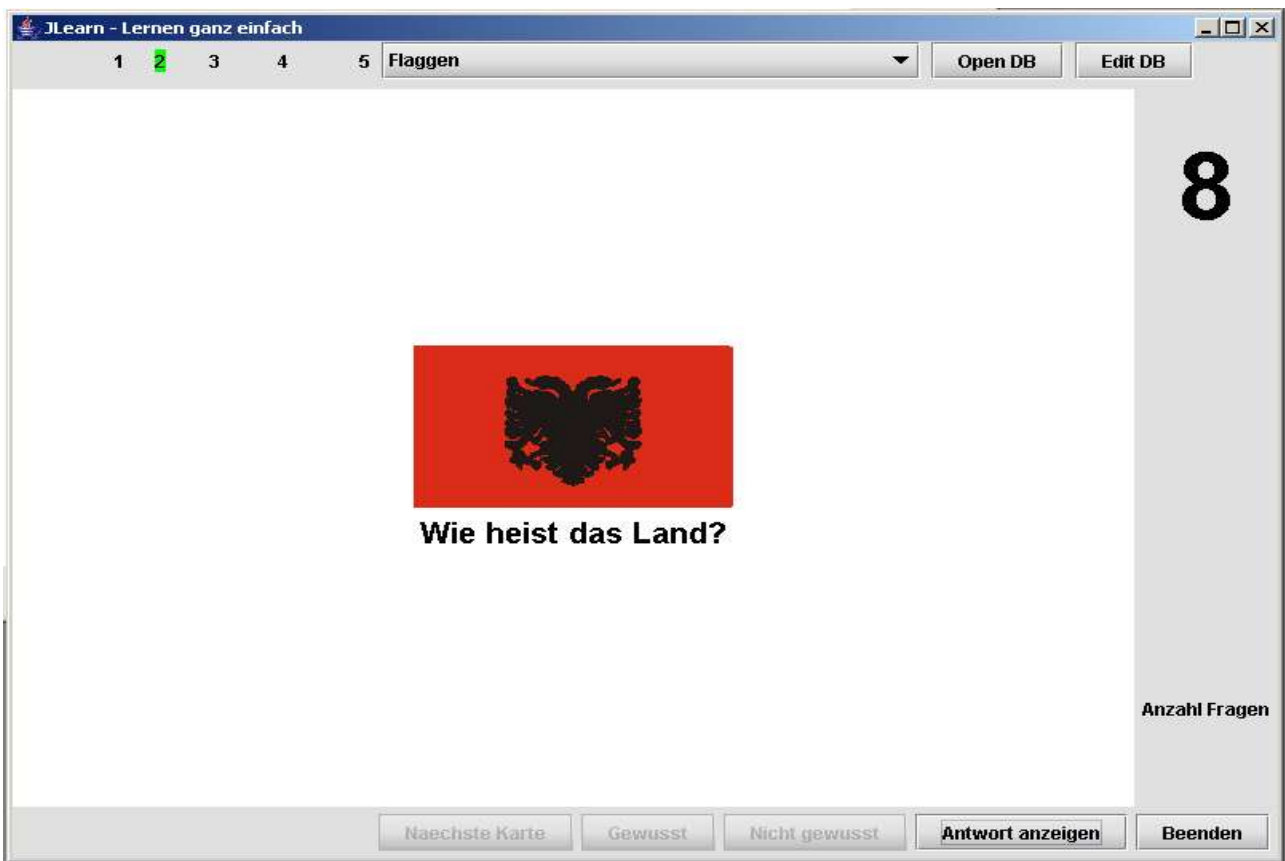 JLearn - Lernen ganz einfach
1 2 3 4 5 Flaggen Open DB Edit DB
8
Wie heist das Land?
Anzahl Fragen
Naechste Karte Gewusst Nicht gewusst Antwort anzeigen Beenden